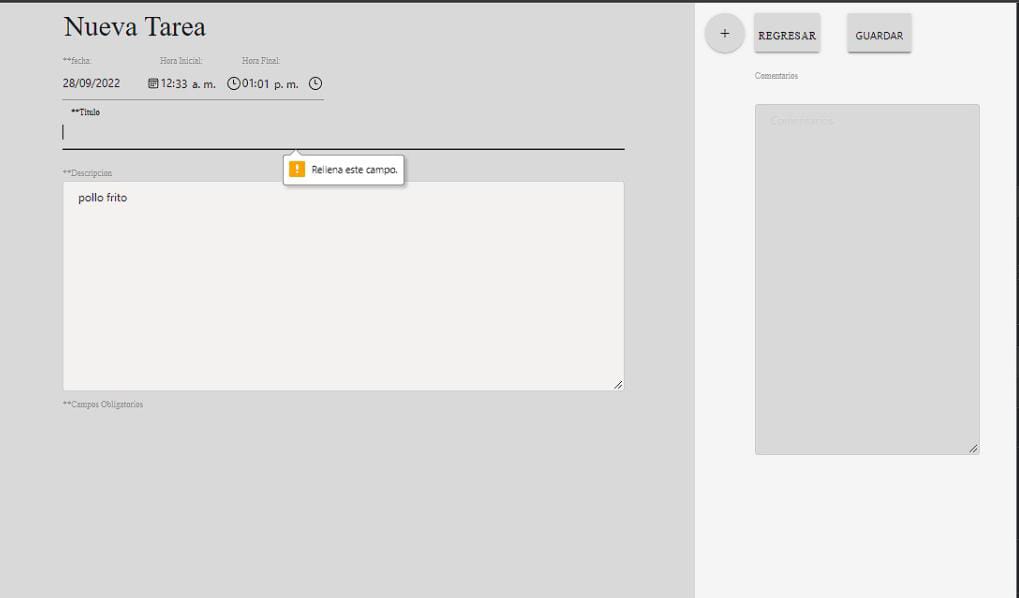 Nueva Tarea
**fecha: Hora Inicial: Hora Final:
28/09/2022 12:33 a. m. 01:01 p. m.
**Titulo
! Rellena este campo.
**Descripcion
pollo frito
**Campos Obligatorios
+ REGRESAR GUARDAR
Comentarios
Comentarios